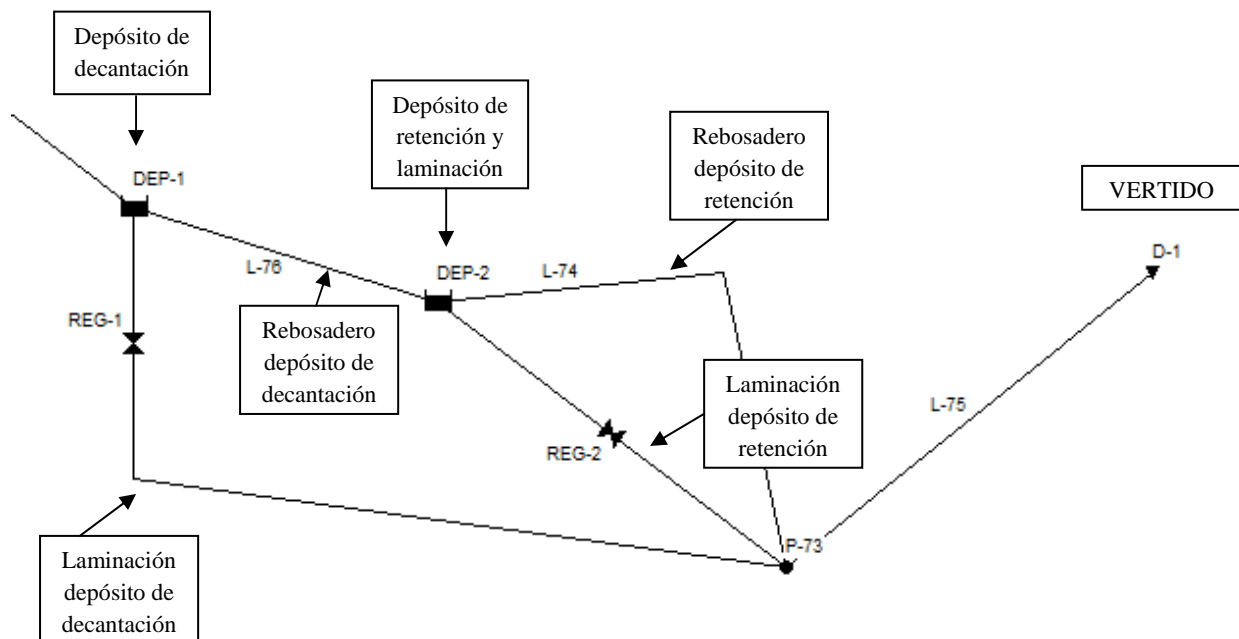 Depósito de
decantación
Depósito de
retención y
laminación
Rebosadero
depósito de
retención
VERTIDO
DEP-1
D-1
L-76
DEP-2
L-74
REG-1
Rebosadero
depósito de
decantación
Laminación
depósito de
retención
L-75
REG-2
P-73
Laminación
depósito de
decantación